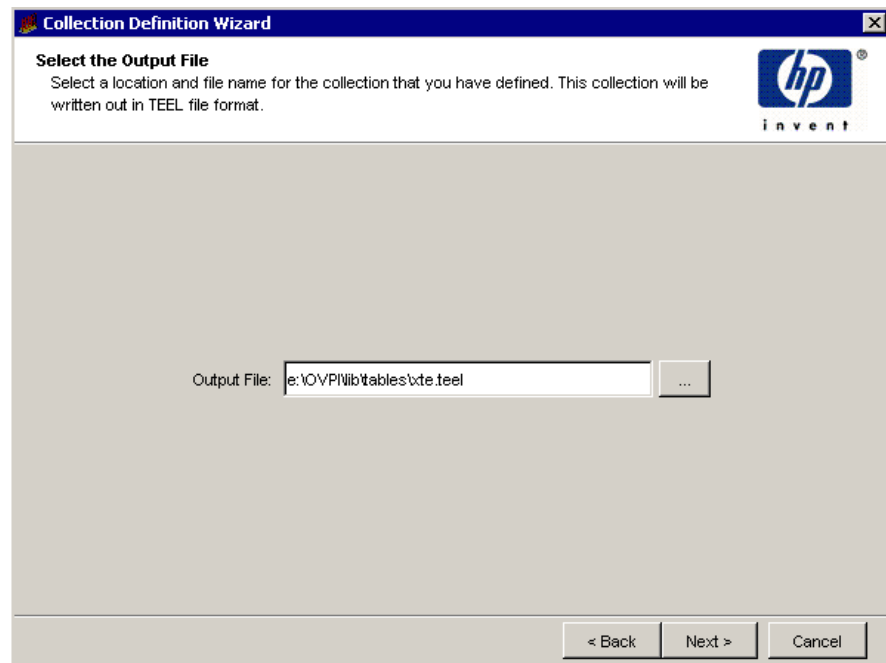 Collection Definition Wizard
Select the Output File
Select a location and file name for the collection that you have defined. This collection will be
written out in TEEL file format.
hp
®
invent
Output File: e:\OVPI\lib\tables\xte.teel ...
< Back Next > Cancel